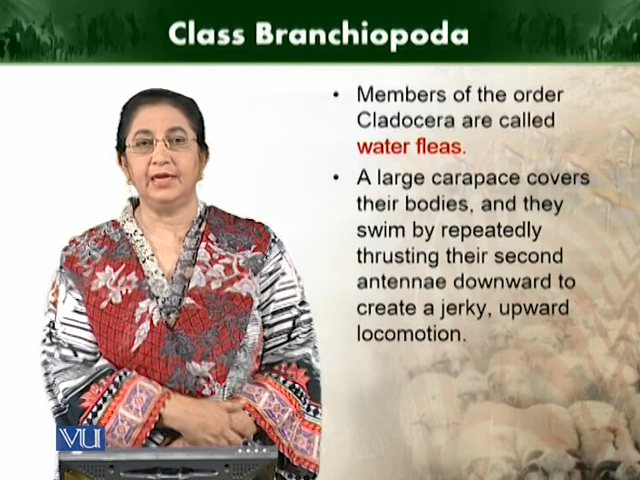 Class Branchiopoda
• Members of the order
Cladocera are called
water fleas.
• A large carapace covers
their bodies, and they
swim by repeatedly
thrusting their second
antennae downward to
create a jerky, upward
locomotion.
VU